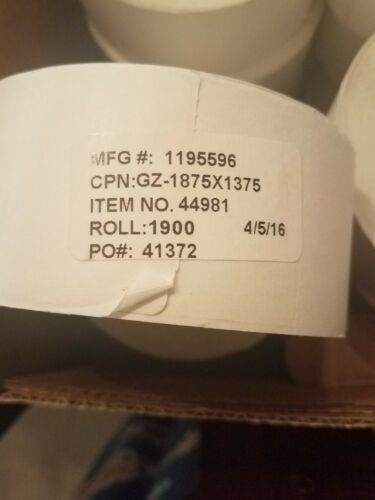 MFG #: 1195596
CPN:GZ-1875X1375
ITEM NO. 44981
ROLL:1900 4/5/16
PO#: 41372